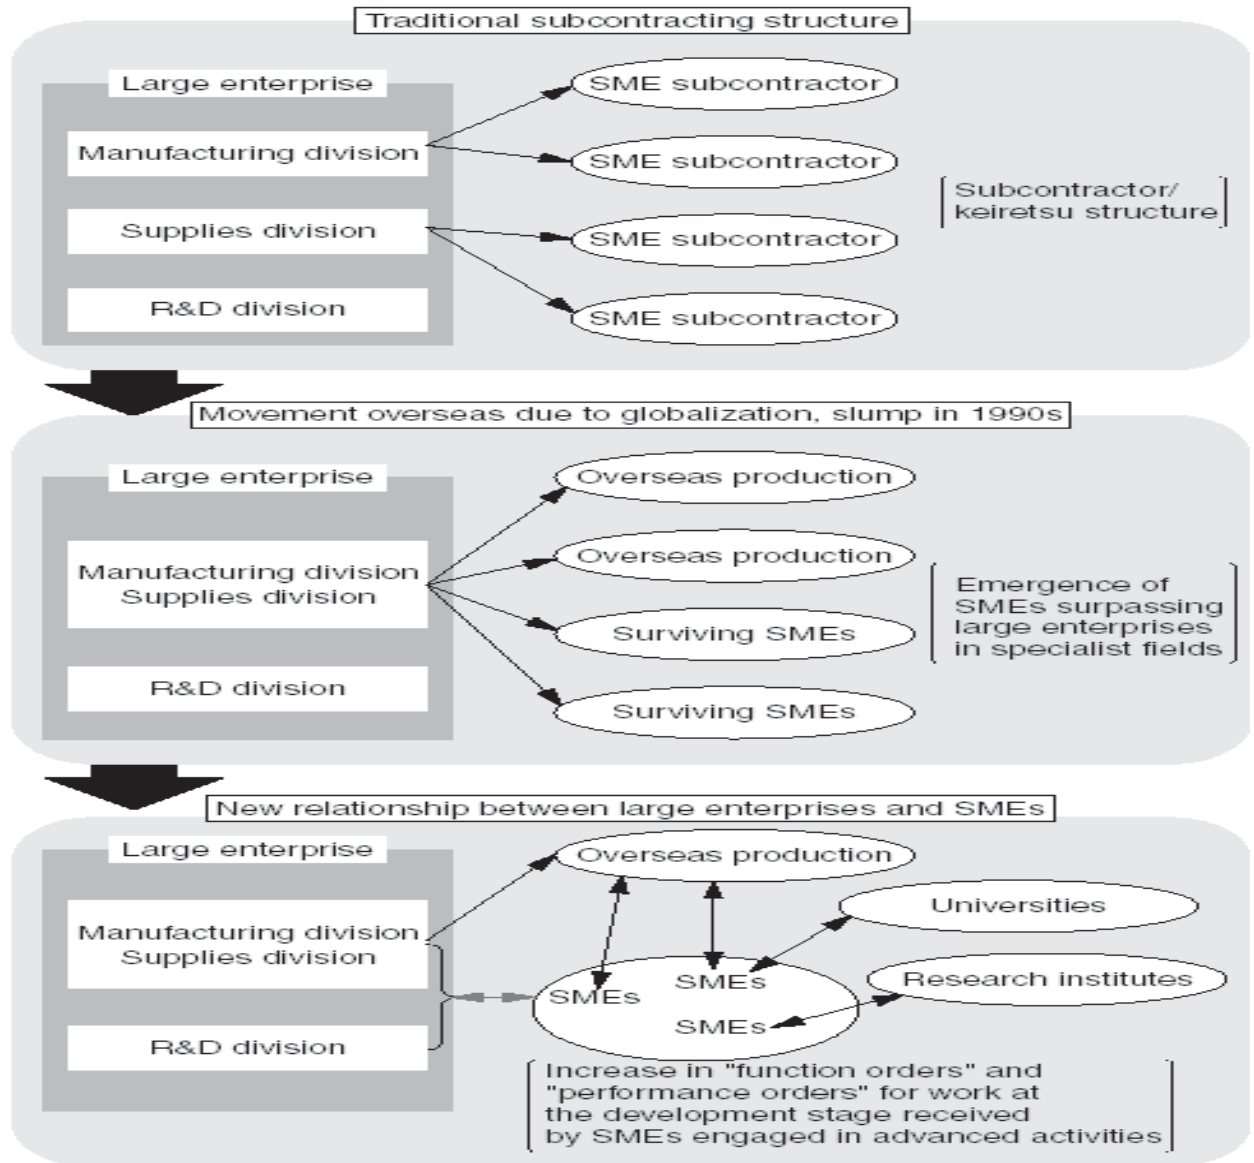 Traditional subcontracting structure
Large enterprise
Manufacturing division
Supplies division
R&D division
SME subcontractor
SME subcontractor
SME subcontractor
SME subcontractor
Subcontractor/
keiretsu structure
Movement overseas due to globalization, slump in 1990s
Large enterprise
Manufacturing division
Supplies division
R&D division
Overseas production
Overseas production
Surviving SMEs
Surviving SMEs
Emergence of
SMEs surpassing
large enterprises
in specialist fields
New relationship between large enterprises and SMEs
Large enterprise
Manufacturing division
Supplies division
R&D division
Overseas production
Universities
Research institutes
SMEs
SMEs
SMEs
Increase in "function orders" and
"performance orders" for work at
the development stage received
by SMEs engaged in advanced activities